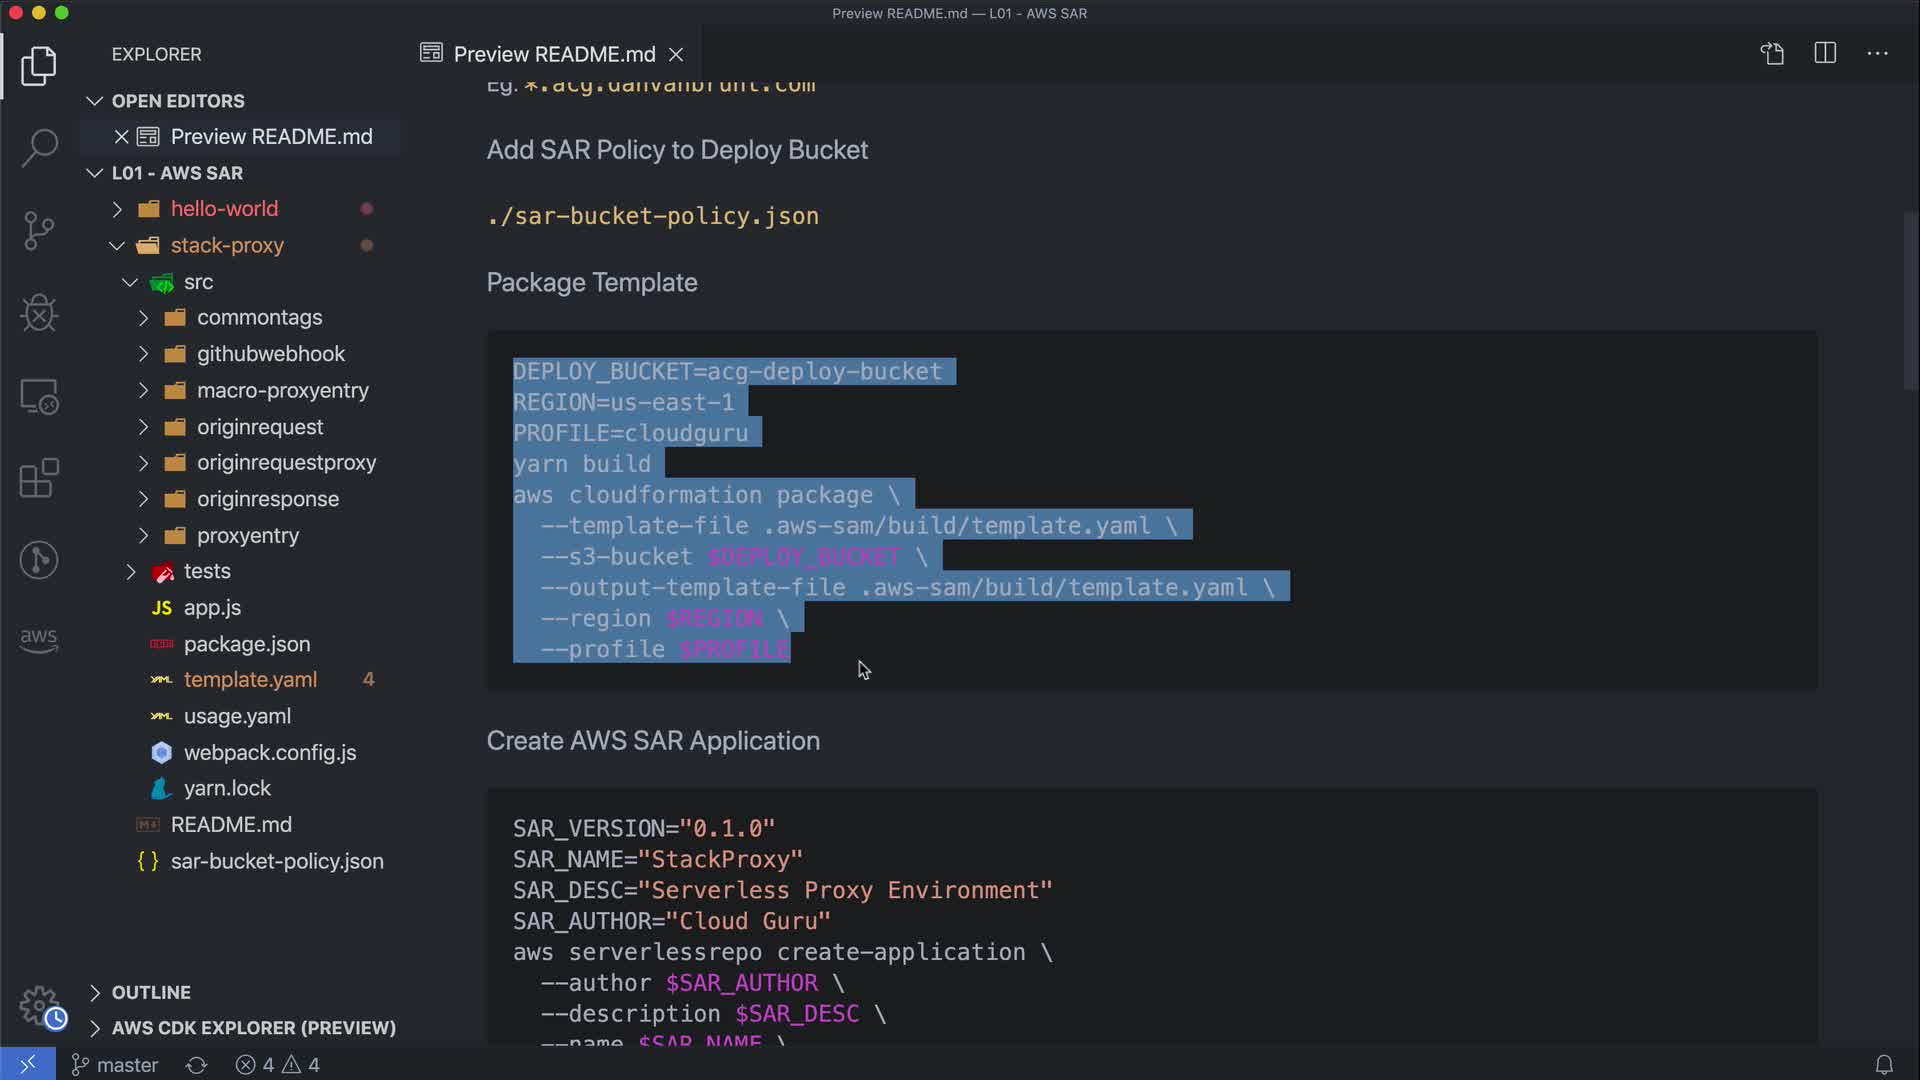 Preview README.md — L01 - AWS SAR
EXPLORER
OPEN EDITORS
Preview README.md
L01 - AWS SAR
hello-world
stack-proxy
src
commontags
githubwebhook
macro-proxyentry
originrequest
originrequestproxy
originresponse
proxyentry
tests
JS app.js
package.json
YAML template.yaml 4
YAML usage.yaml
webpack.config.js
yarn.lock
README.md
{ } sar-bucket-policy.json
OUTLINE
AWS CDK EXPLORER (PREVIEW)
aws
Preview README.md
Eg. *.acg.danvanbrunt.com
Add SAR Policy to Deploy Bucket
./sar-bucket-policy.json
Package Template
DEPLOY_BUCKET=acg-deploy-bucket
REGION=us-east-1
PROFILE=cloudguru
yarn build
aws cloudformation package \
--template-file .aws-sam/build/template.yaml \
--s3-bucket $DEPLOY_BUCKET \
--output-template-file .aws-sam/build/template.yaml \
--region $REGION \
--profile $PROFILE
Create AWS SAR Application
SAR_VERSION="0.1.0"
SAR_NAME="StackProxy"
SAR_DESC="Serverless Proxy Environment"
SAR_AUTHOR="Cloud Guru"
aws serverlessrepo create-application \
--author $SAR_AUTHOR \
--description $SAR_DESC \
--name $SAR_NAME \
master
4 4